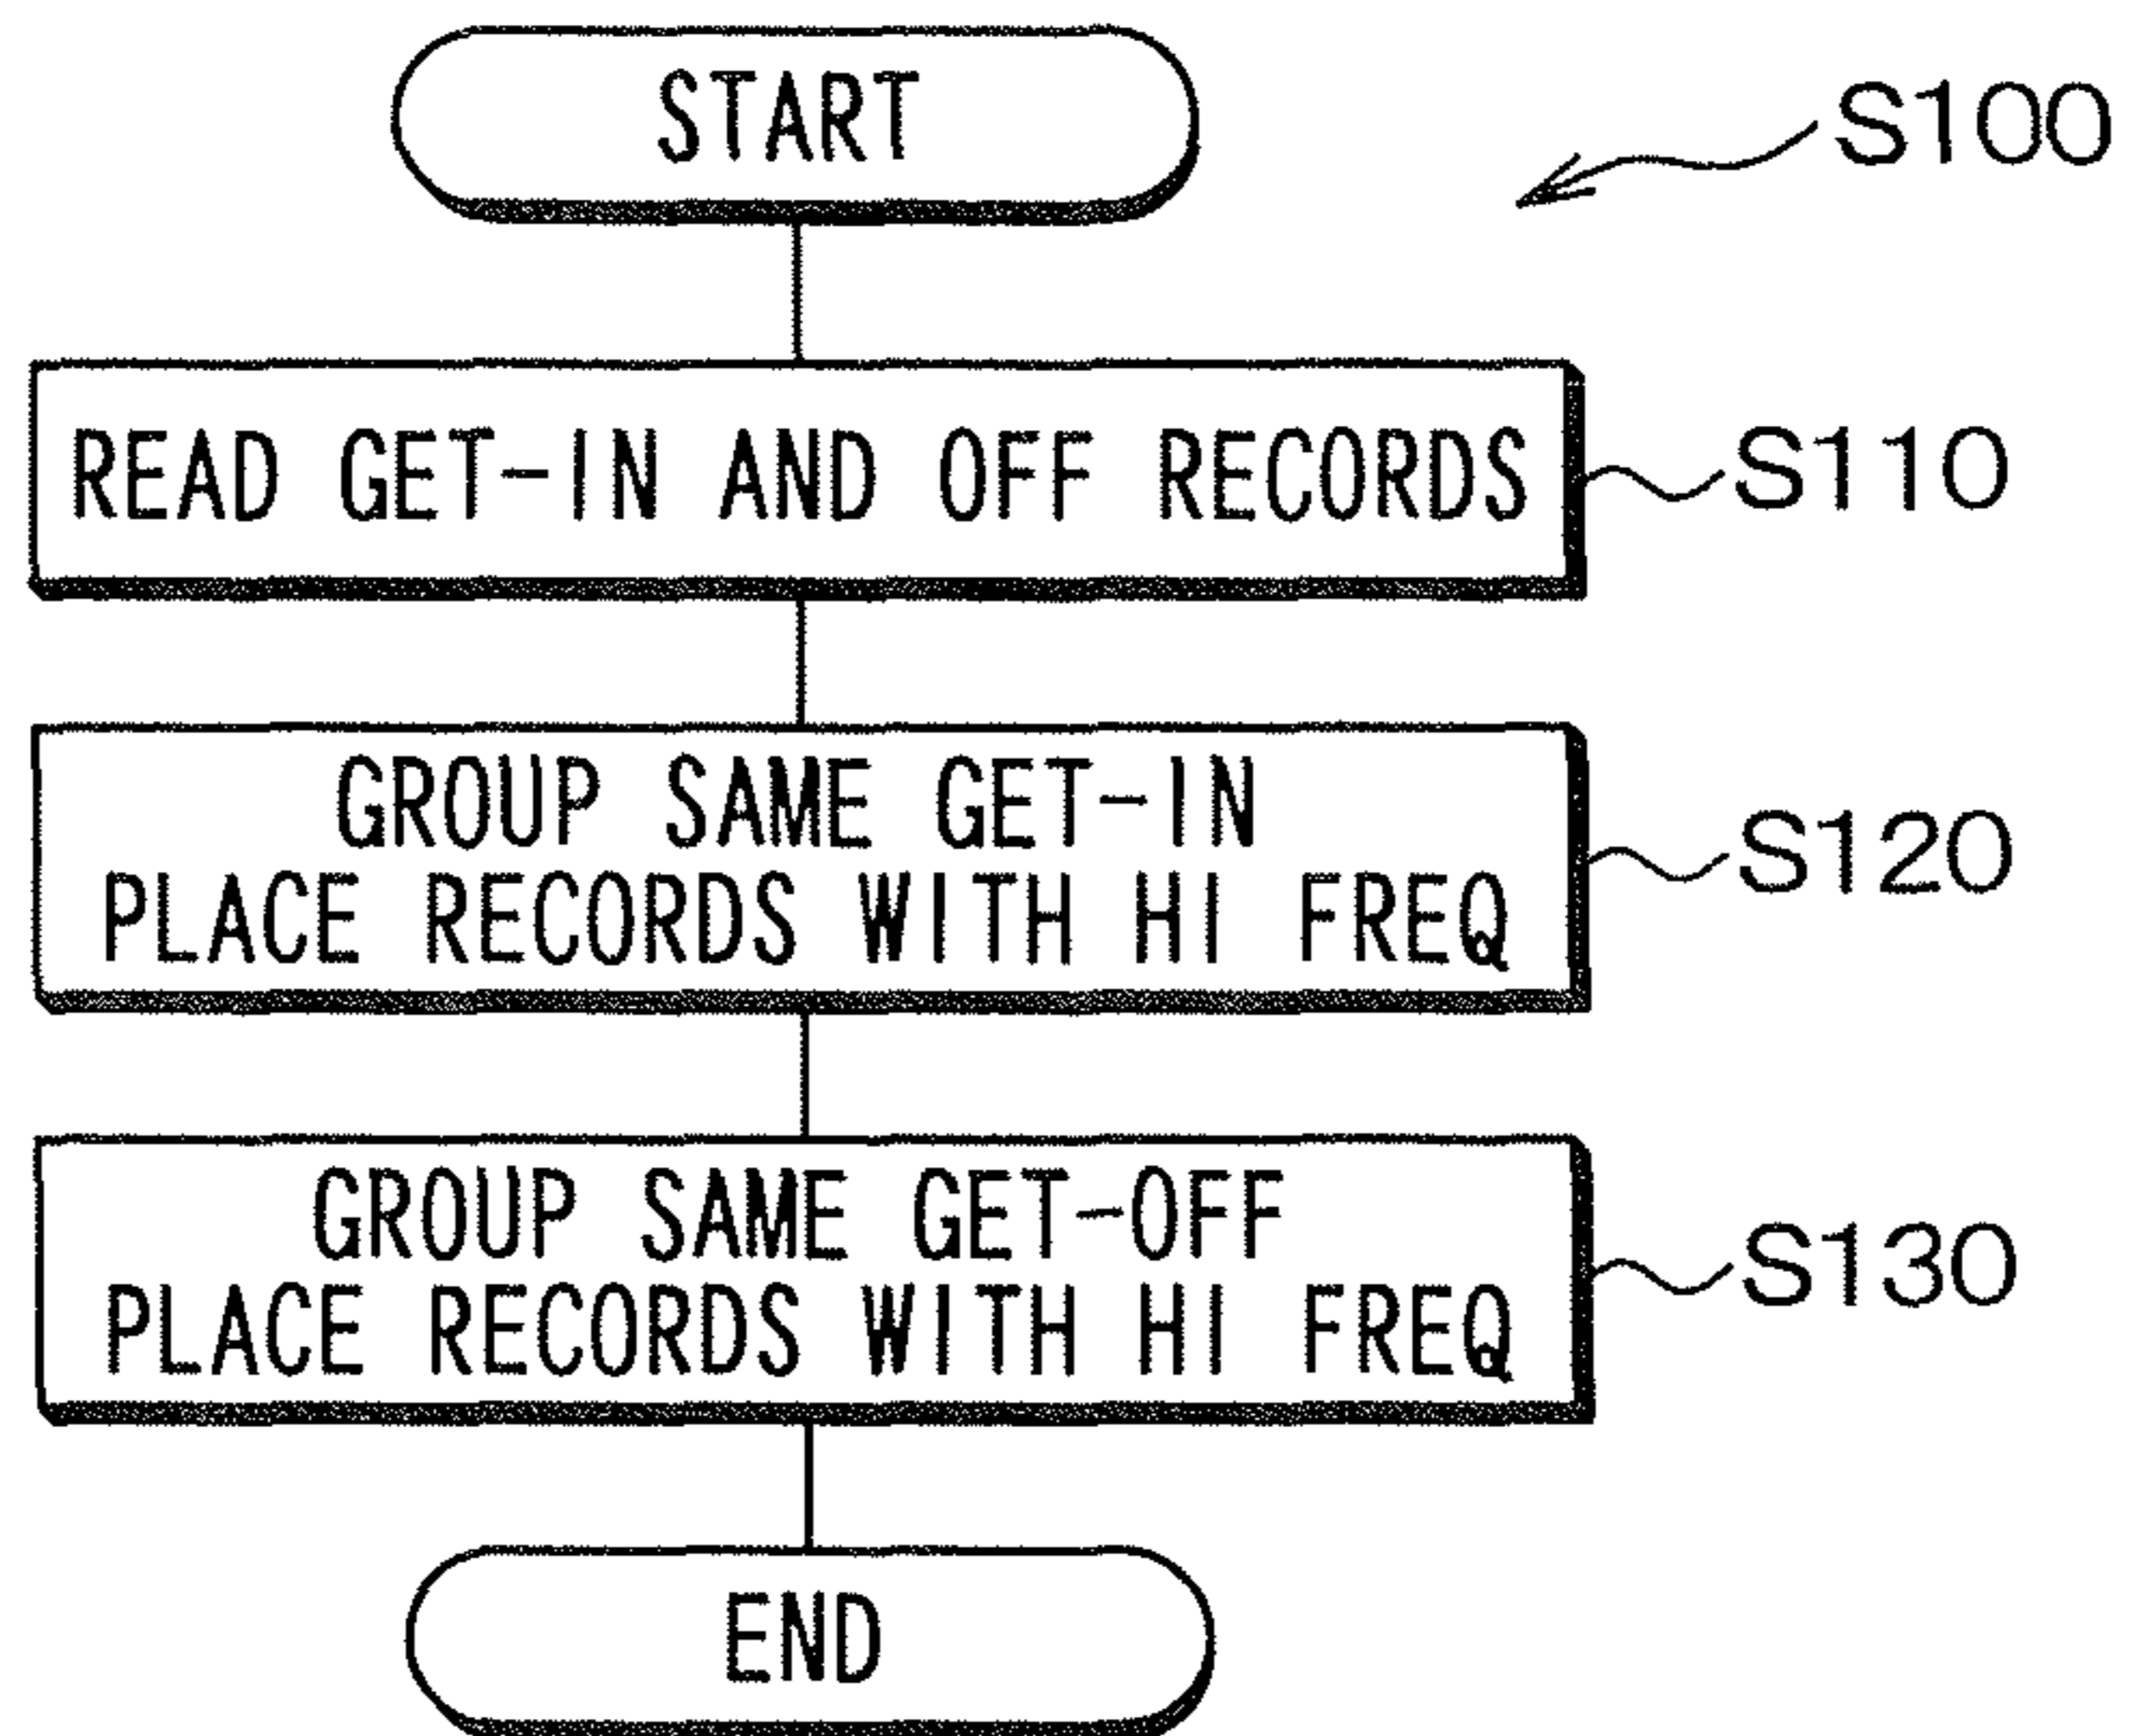 START
S100
READ GET-IN AND OFF RECORDS
S110
GROUP SAME GET-IN
PLACE RECORDS WITH HI FREQ
S120
GROUP SAME GET-OFF
PLACE RECORDS WITH HI FREQ
S130
END